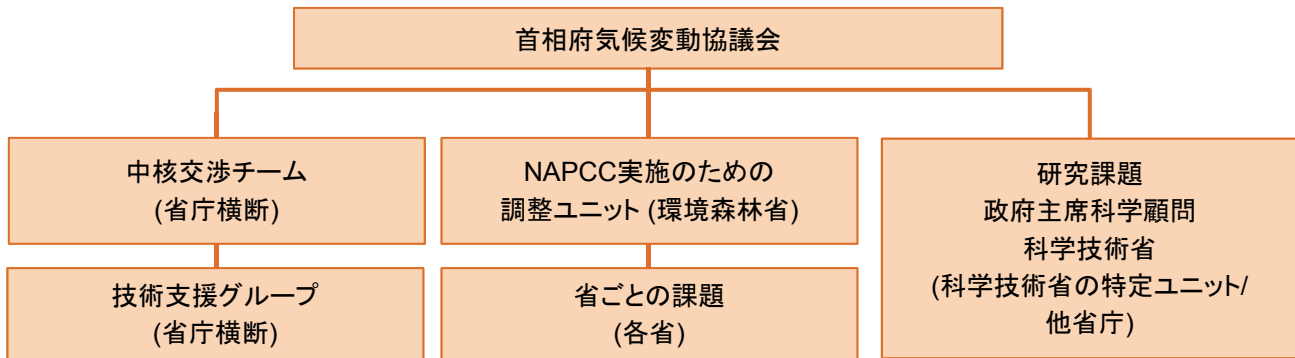 首相府気候変動協議会
中核交渉チーム
(省庁横断)
NAPCC実施のための
調整ユニット (環境森林省)
研究課題
政府主席科学顧問
科学技術省
(科学技術省の特定ユニット/
他省庁)
技術支援グループ
(省庁横断)
省ごとの課題
(各省)